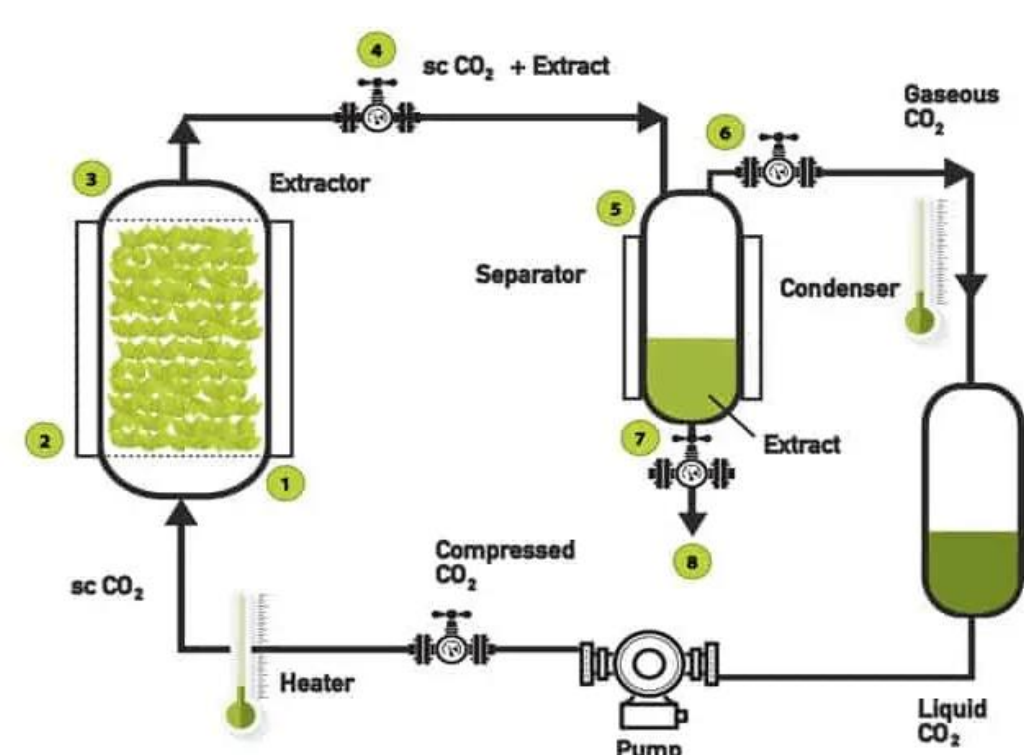 4
sc CO₂ + Extract
Gaseous
CO₂
6
3
Extractor
5
Separator
Condenser
2
7
Extract
1
8
Compressed
CO₂
sc CO₂
Heater
Liquid
CO₂
Pump